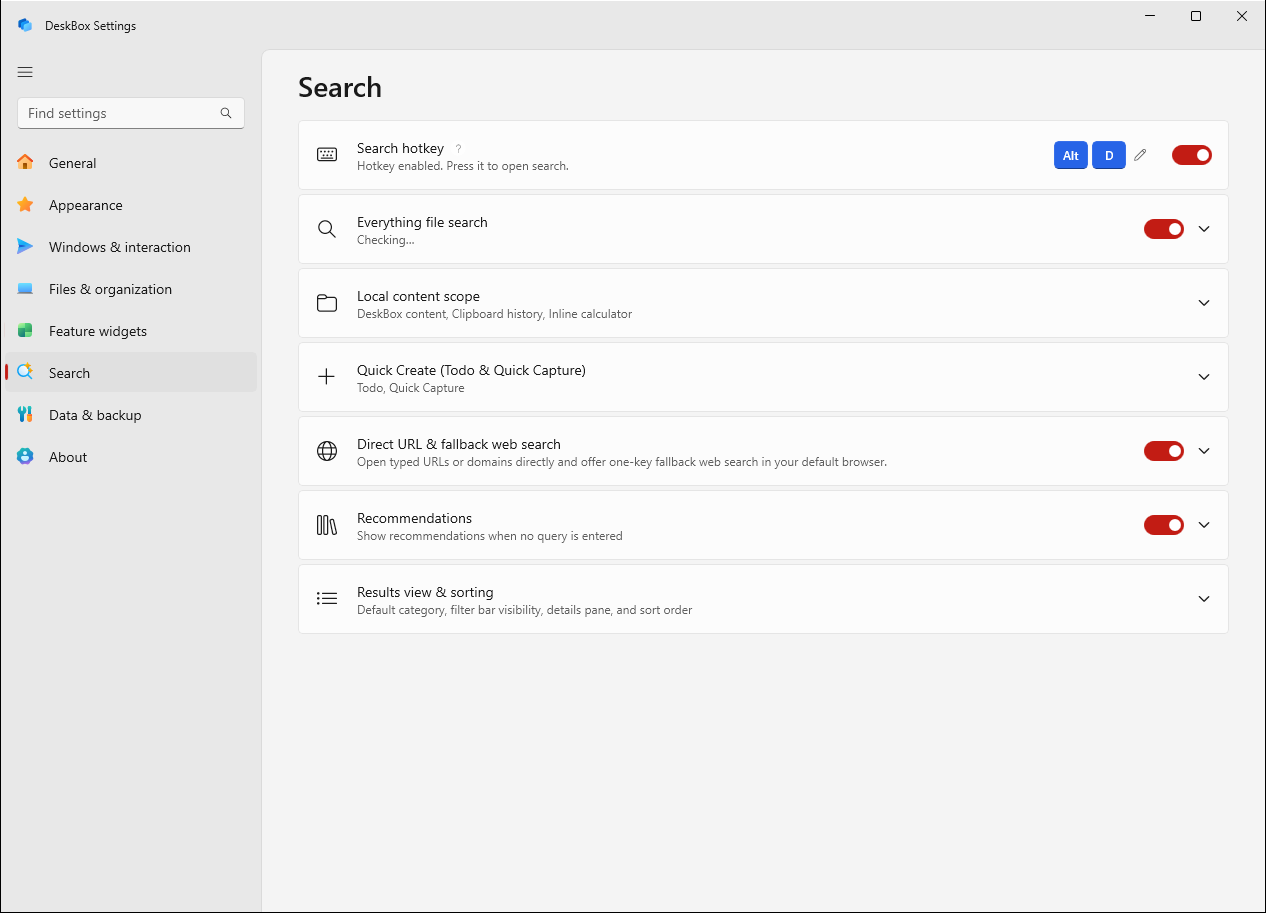 DeskBox Settings
Find settings
General
Appearance
Windows & interaction
Files & organization
Feature widgets
Search
Data & backup
About
Search
Search hotkey ?
Hotkey enabled. Press it to open search.
Alt D
Everything file search
Checking...
Local content scope
DeskBox content, Clipboard history, Inline calculator
Quick Create (Todo & Quick Capture)
Todo, Quick Capture
Direct URL & fallback web search
Open typed URLs or domains directly and offer one-key fallback web search in your default browser.
Recommendations
Show recommendations when no query is entered
Results view & sorting
Default category, filter bar visibility, details pane, and sort order